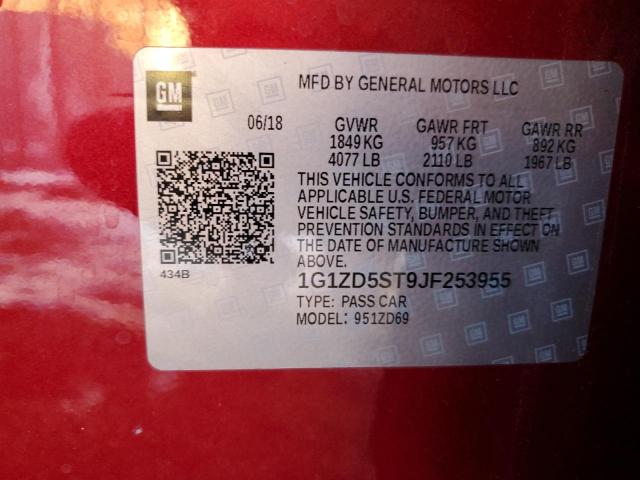 GM
MFD BY GENERAL MOTORS LLC
06/18 GVWR GAWR FRT GAWR RR
1849 KG 957 KG 892 KG
4077 LB 2110 LB 1967 LB
THIS VEHICLE CONFORMS TO ALL
APPLICABLE U.S. FEDERAL MOTOR
VEHICLE SAFETY, BUMPER, AND THEFT
PREVENTION STANDARDS IN EFFECT ON
THE DATE OF MANUFACTURE SHOWN
ABOVE.
434B
1G1ZD5ST9JF253955
TYPE: PASS CAR
MODEL: 951ZD69